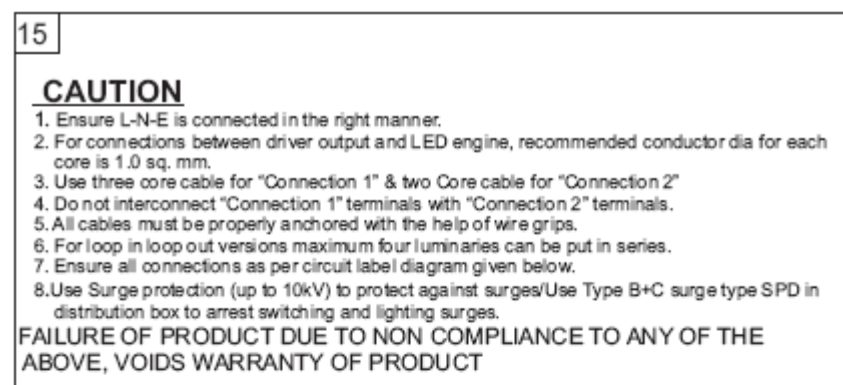 15
CAUTION
1. Ensure L-N-E is connected in the right manner.
2. For connections between driver output and LED engine, recommended conductor dia for each
core is 1.0 sq. mm.
3. Use three core cable for “Connection 1” & two Core cable for “Connection 2”
4. Do not interconnect “Connection 1” terminals with “Connection 2” terminals.
5. All cables must be properly anchored with the help of wire grips.
6. For loop in loop out versions maximum four luminaries can be put in series.
7. Ensure all connections as per circuit label diagram given below.
8.Use Surge protection (up to 10kV) to protect against surges/Use Type B+C surge type SPD in
distribution box to arrest switching and lighting surges.
FAILURE OF PRODUCT DUE TO NON COMPLIANCE TO ANY OF THE
ABOVE, VOIDS WARRANTY OF PRODUCT